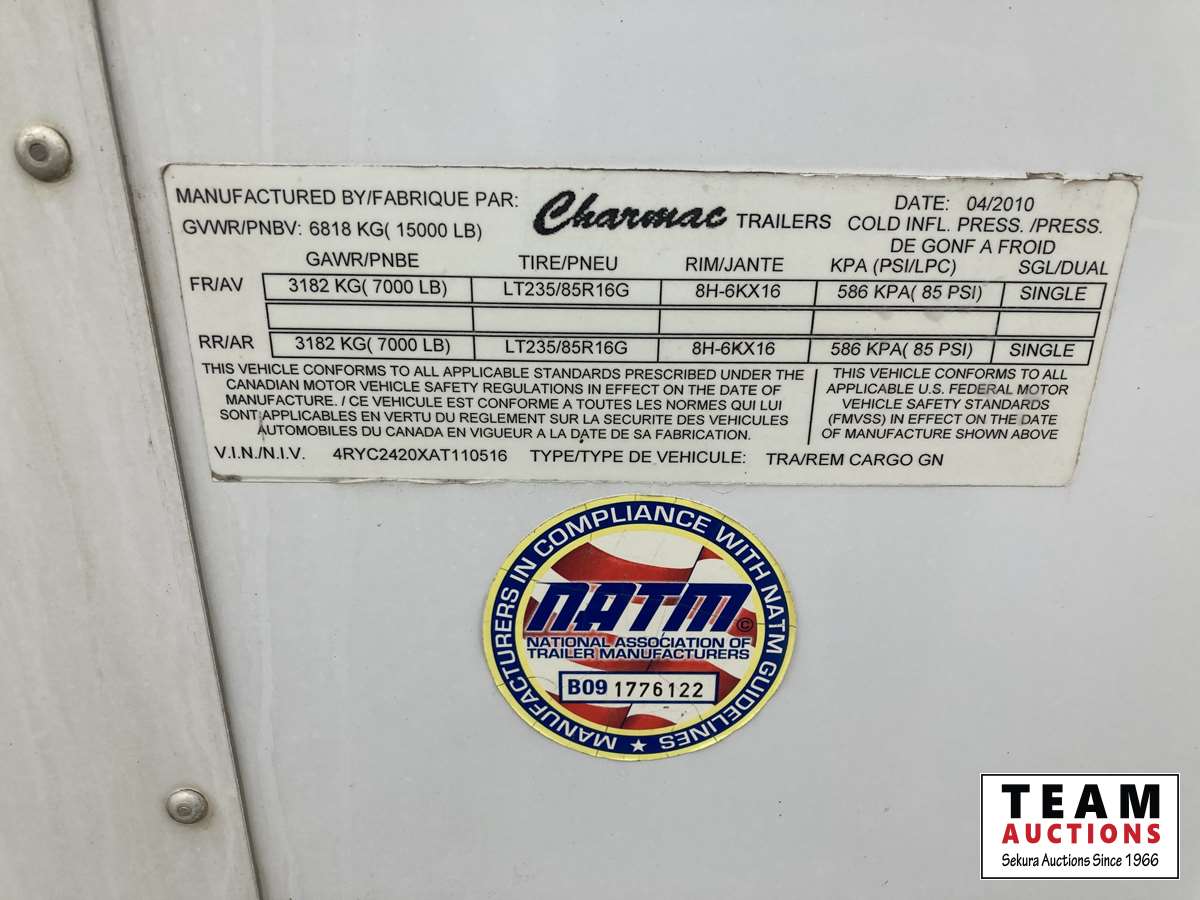 MANUFACTURED BY/FABRIQUE PAR: Charmac TRAILERS DATE: 04/2010
GVWR/PNBV: 6818 KG( 15000 LB) COLD INFL. PRESS. /PRESS.
DE GONF A FROID
GAWR/PNBE TIRE/PNEU RIM/JANTE KPA (PSI/LPC) SGL/DUAL
FR/AV 3182 KG( 7000 LB) LT235/85R16G 8H-6KX16 586 KPA( 85 PSI) SINGLE
RR/AR 3182 KG( 7000 LB) LT235/85R16G 8H-6KX16 586 KPA( 85 PSI) SINGLE
THIS VEHICLE CONFORMS TO ALL APPLICABLE STANDARDS PRESCRIBED UNDER THE
CANADIAN MOTOR VEHICLE SAFETY REGULATIONS IN EFFECT ON THE DATE OF
MANUFACTURE. / CE VEHICULE EST CONFORME A TOUTES LES NORMES QUI LUI
SONT APPLICABLES EN VERTU DU REGLEMENT SUR LA SECURITE DES VEHICULES
AUTOMOBILES DU CANADA EN VIGUEUR A LA DATE DE SA FABRICATION.
THIS VEHICLE CONFORMS TO ALL
APPLICABLE U.S. FEDERAL MOTOR
VEHICLE SAFETY STANDARDS
(FMVSS) IN EFFECT ON THE DATE
OF MANUFACTURE SHOWN ABOVE
V.I.N./N.I.V. 4RYC2420XAT110516 TYPE/TYPE DE VEHICULE: TRA/REM CARGO GN
MANUFACTURERS IN COMPLIANCE WITH NATM GUIDELINES ★
NATM©
NATIONAL ASSOCIATION OF
TRAILER MANUFACTURERS
B09 1776122
TEAM
AUCTIONS
Sekura Auctions Since 1966